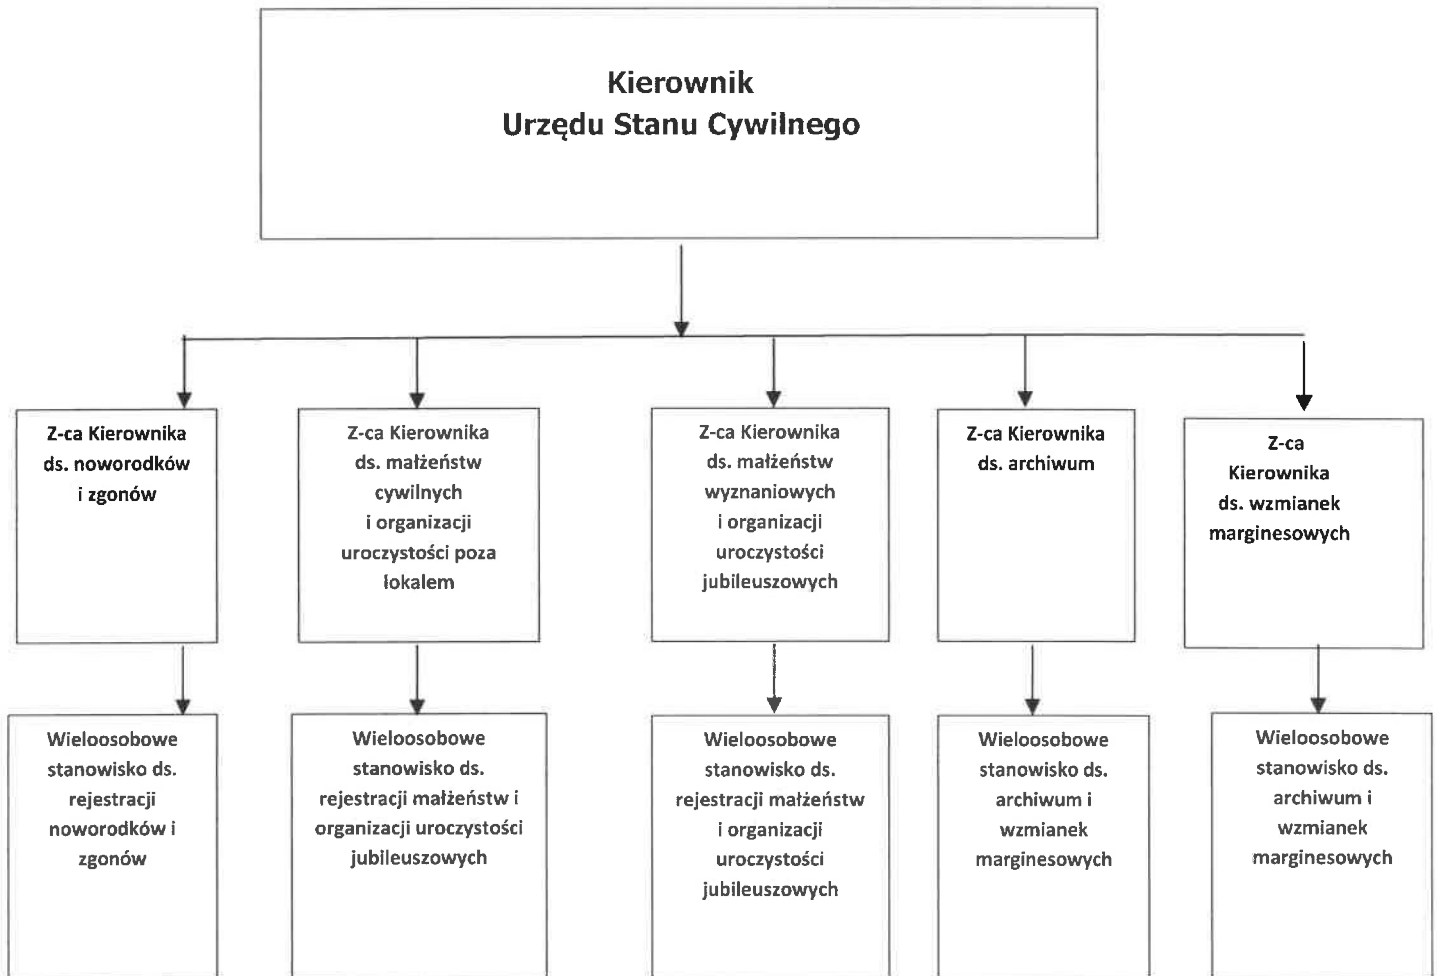 Kierownik
Urzędu Stanu Cywilnego
Z-ca Kierownika
ds. noworodków
i zgonów
Z-ca Kierownika
ds. małżeństw
cywilnych
i organizacji
uroczystości poza
lokalem
Z-ca Kierownika
ds. małżeństw
wyznaniowych
i organizacji
uroczystości
jubileuszowych
Z-ca Kierownika
ds. archiwum
Z-ca
Kierownika
ds. wzmianek
marginesowych
Wieloosobowe
stanowisko ds.
rejestracji
noworodków i
zgonów
Wieloosobowe
stanowisko ds.
rejestracji małżeństw i
organizacji uroczystości
jubileuszowych
Wieloosobowe
stanowisko ds.
rejestracji małżeństw
i organizacji
uroczystości
jubileuszowych
Wieloosobowe
stanowisko ds.
archiwum i
wzmianek
marginesowych
Wieloosobowe
stanowisko ds.
archiwum i
wzmianek
marginesowych